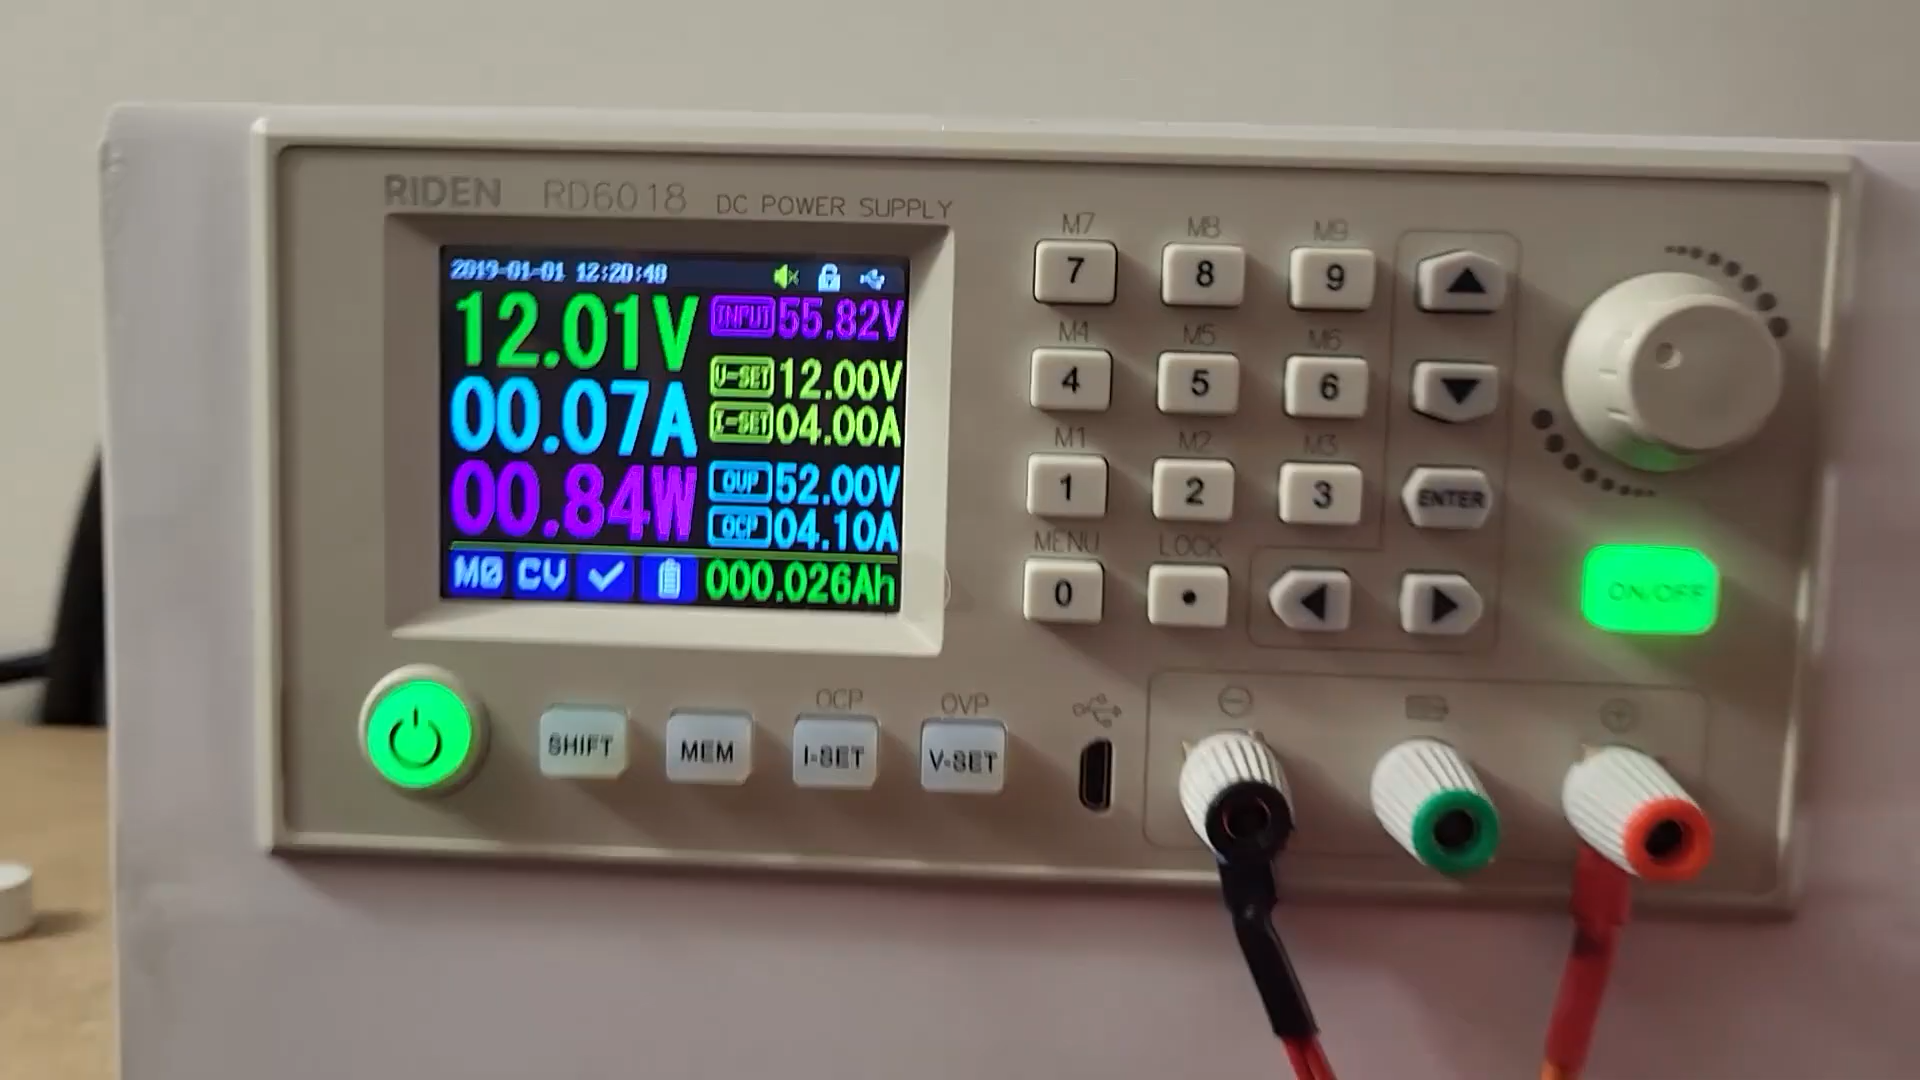 RIDEN RD6018 DC POWER SUPPLY
2019-01-01 12:20:48
12.01V
INPUT 55.82V
00.07A
V-SET 12.00V
I-SET 04.00A
00.84W
OVP 52.00V
OCP 04.10A
M0 CV 000.026Ah
M7 M8 M9
7 8 9
M4 M5 M6
4 5 6
M1 M2 M3
1 2 3 ENTER
MENU LOCK
0 •
ON/OFF
OCP OVP
SHIFT MEM I-SET V-SET